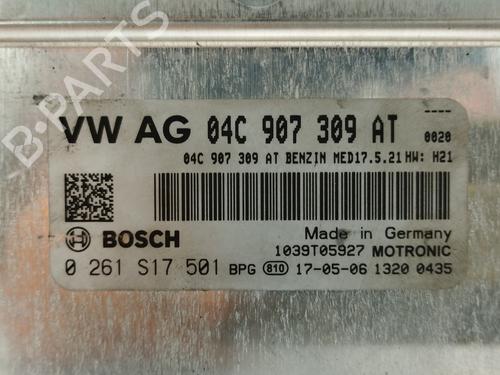 VW AG 04C 907 309 AT 0020
04C 907 309 AT BENZIN MED17.5.21 HW: H21
BOSCH
Made in Germany
1039T05927 MOTRONIC
0 261 S17 501 BPG 810 17-05-06 1320 0435
B-PARTS